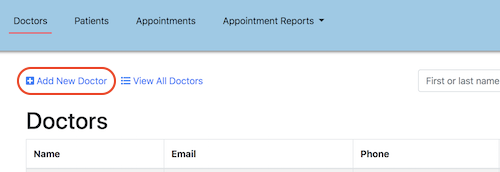 Doctors Patients Appointments Appointment Reports
Add New Doctor View All Doctors First or last name
Doctors
Name Email Phone